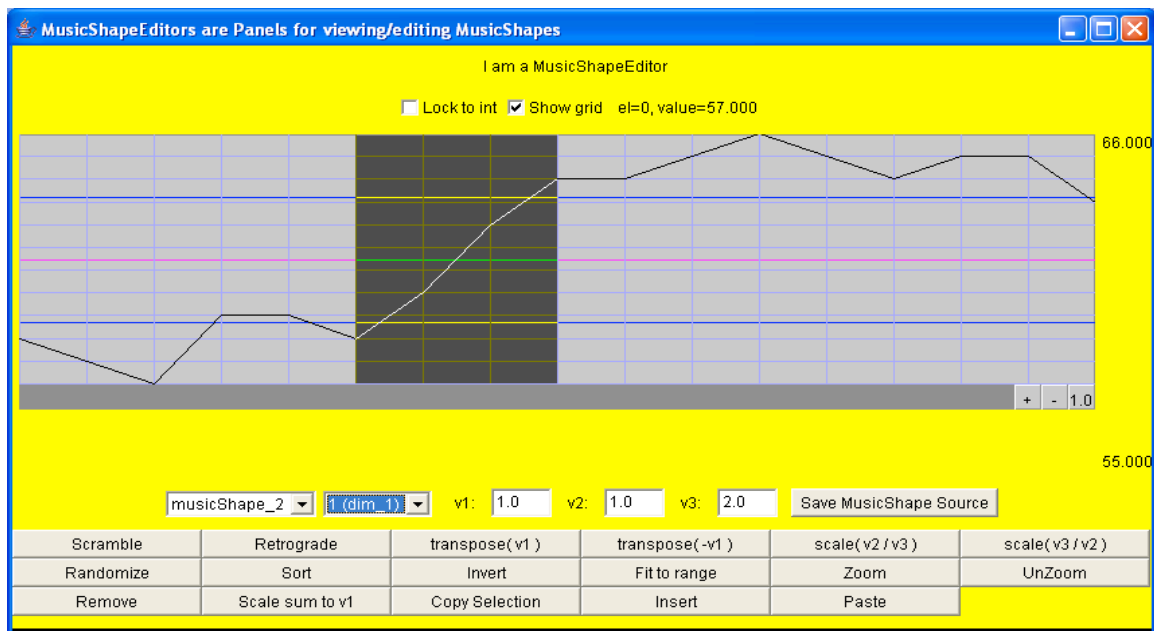 MusicShapeEditors are Panels for viewing/editing MusicShapes
I am a MusicShapeEditor
Lock to int Show grid el=0, value=57.000
66.000
+ - 1.0
55.000
musicShape_2 1 (dim_1) v1: 1.0 v2: 1.0 v3: 2.0 Save MusicShape Source
Scramble Retrograde transpose( v1 ) transpose( -v1 ) scale( v2 / v3 ) scale( v3 / v2 )
Randomize Sort Invert Fit to range Zoom UnZoom
Remove Scale sum to v1 Copy Selection Insert Paste